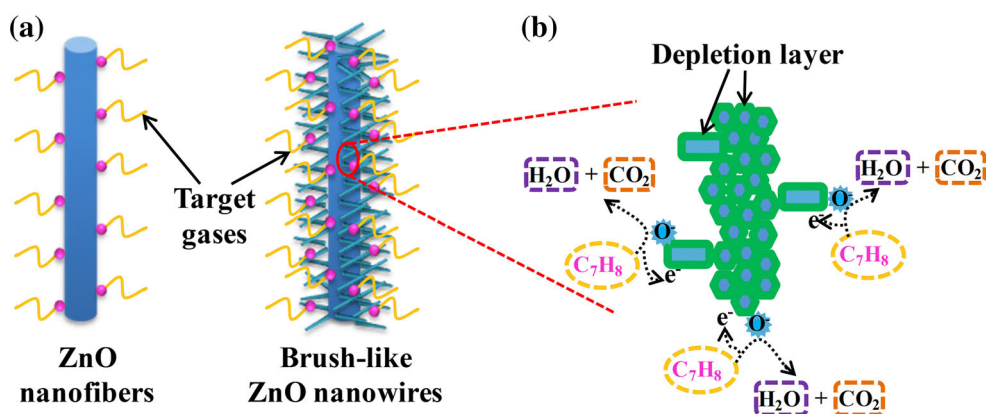 (a)
Target
gases
ZnO
nanofibers
Brush-like
ZnO nanowires
(b)
Depletion layer
H₂O + CO₂
O⁻
C₇H₈
e⁻
H₂O + CO₂
O⁻
e⁻
C₇H₈
e⁻
O⁻
C₇H₈
H₂O + CO₂